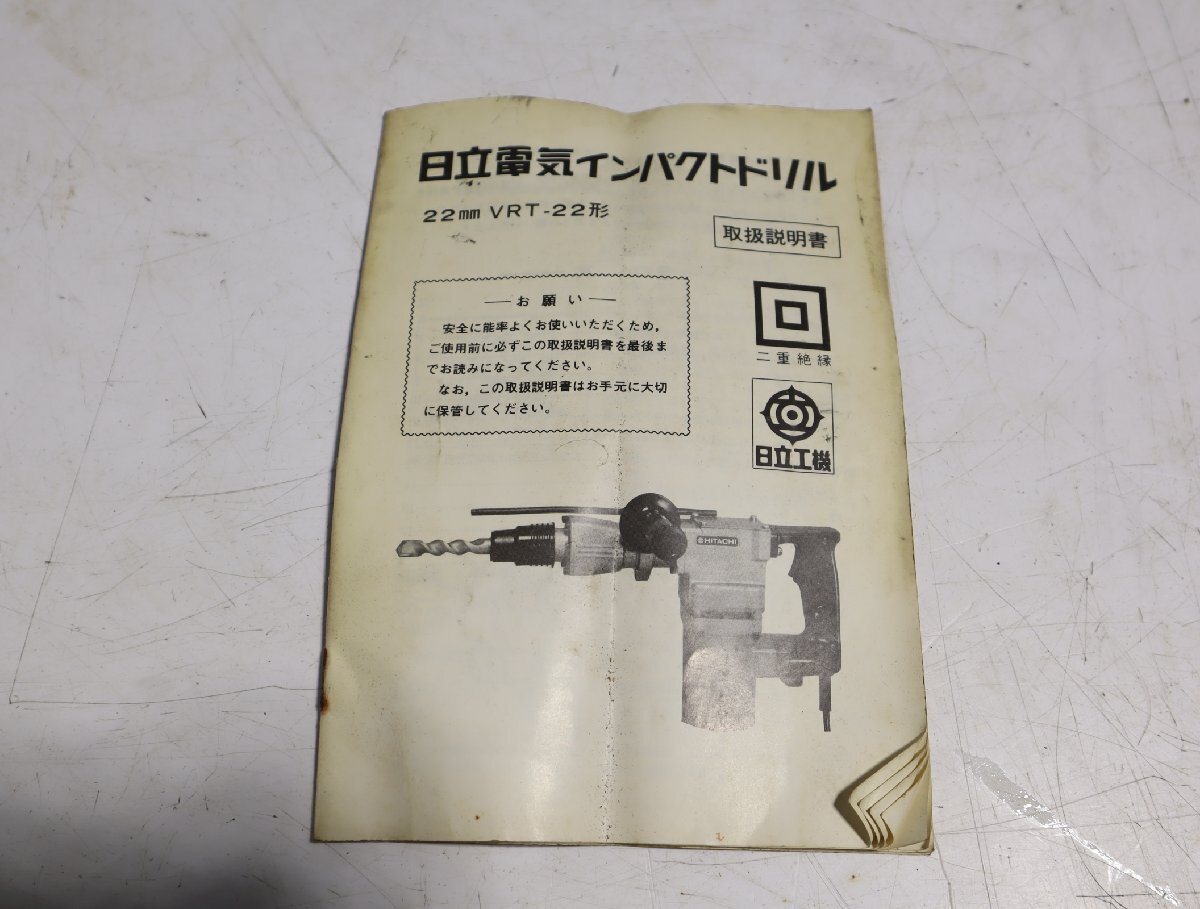 日立電気インパクトドリル
22mm VRT-22形
取扱説明書
お願い
安全に能率よくお使いいただくため,
ご使用前に必ずこの取扱説明書を最後ま
でお読みになってください。
なお,この取扱説明書はお手元に大切
に保管してください。
二重絶縁
日立工機
HITACHI